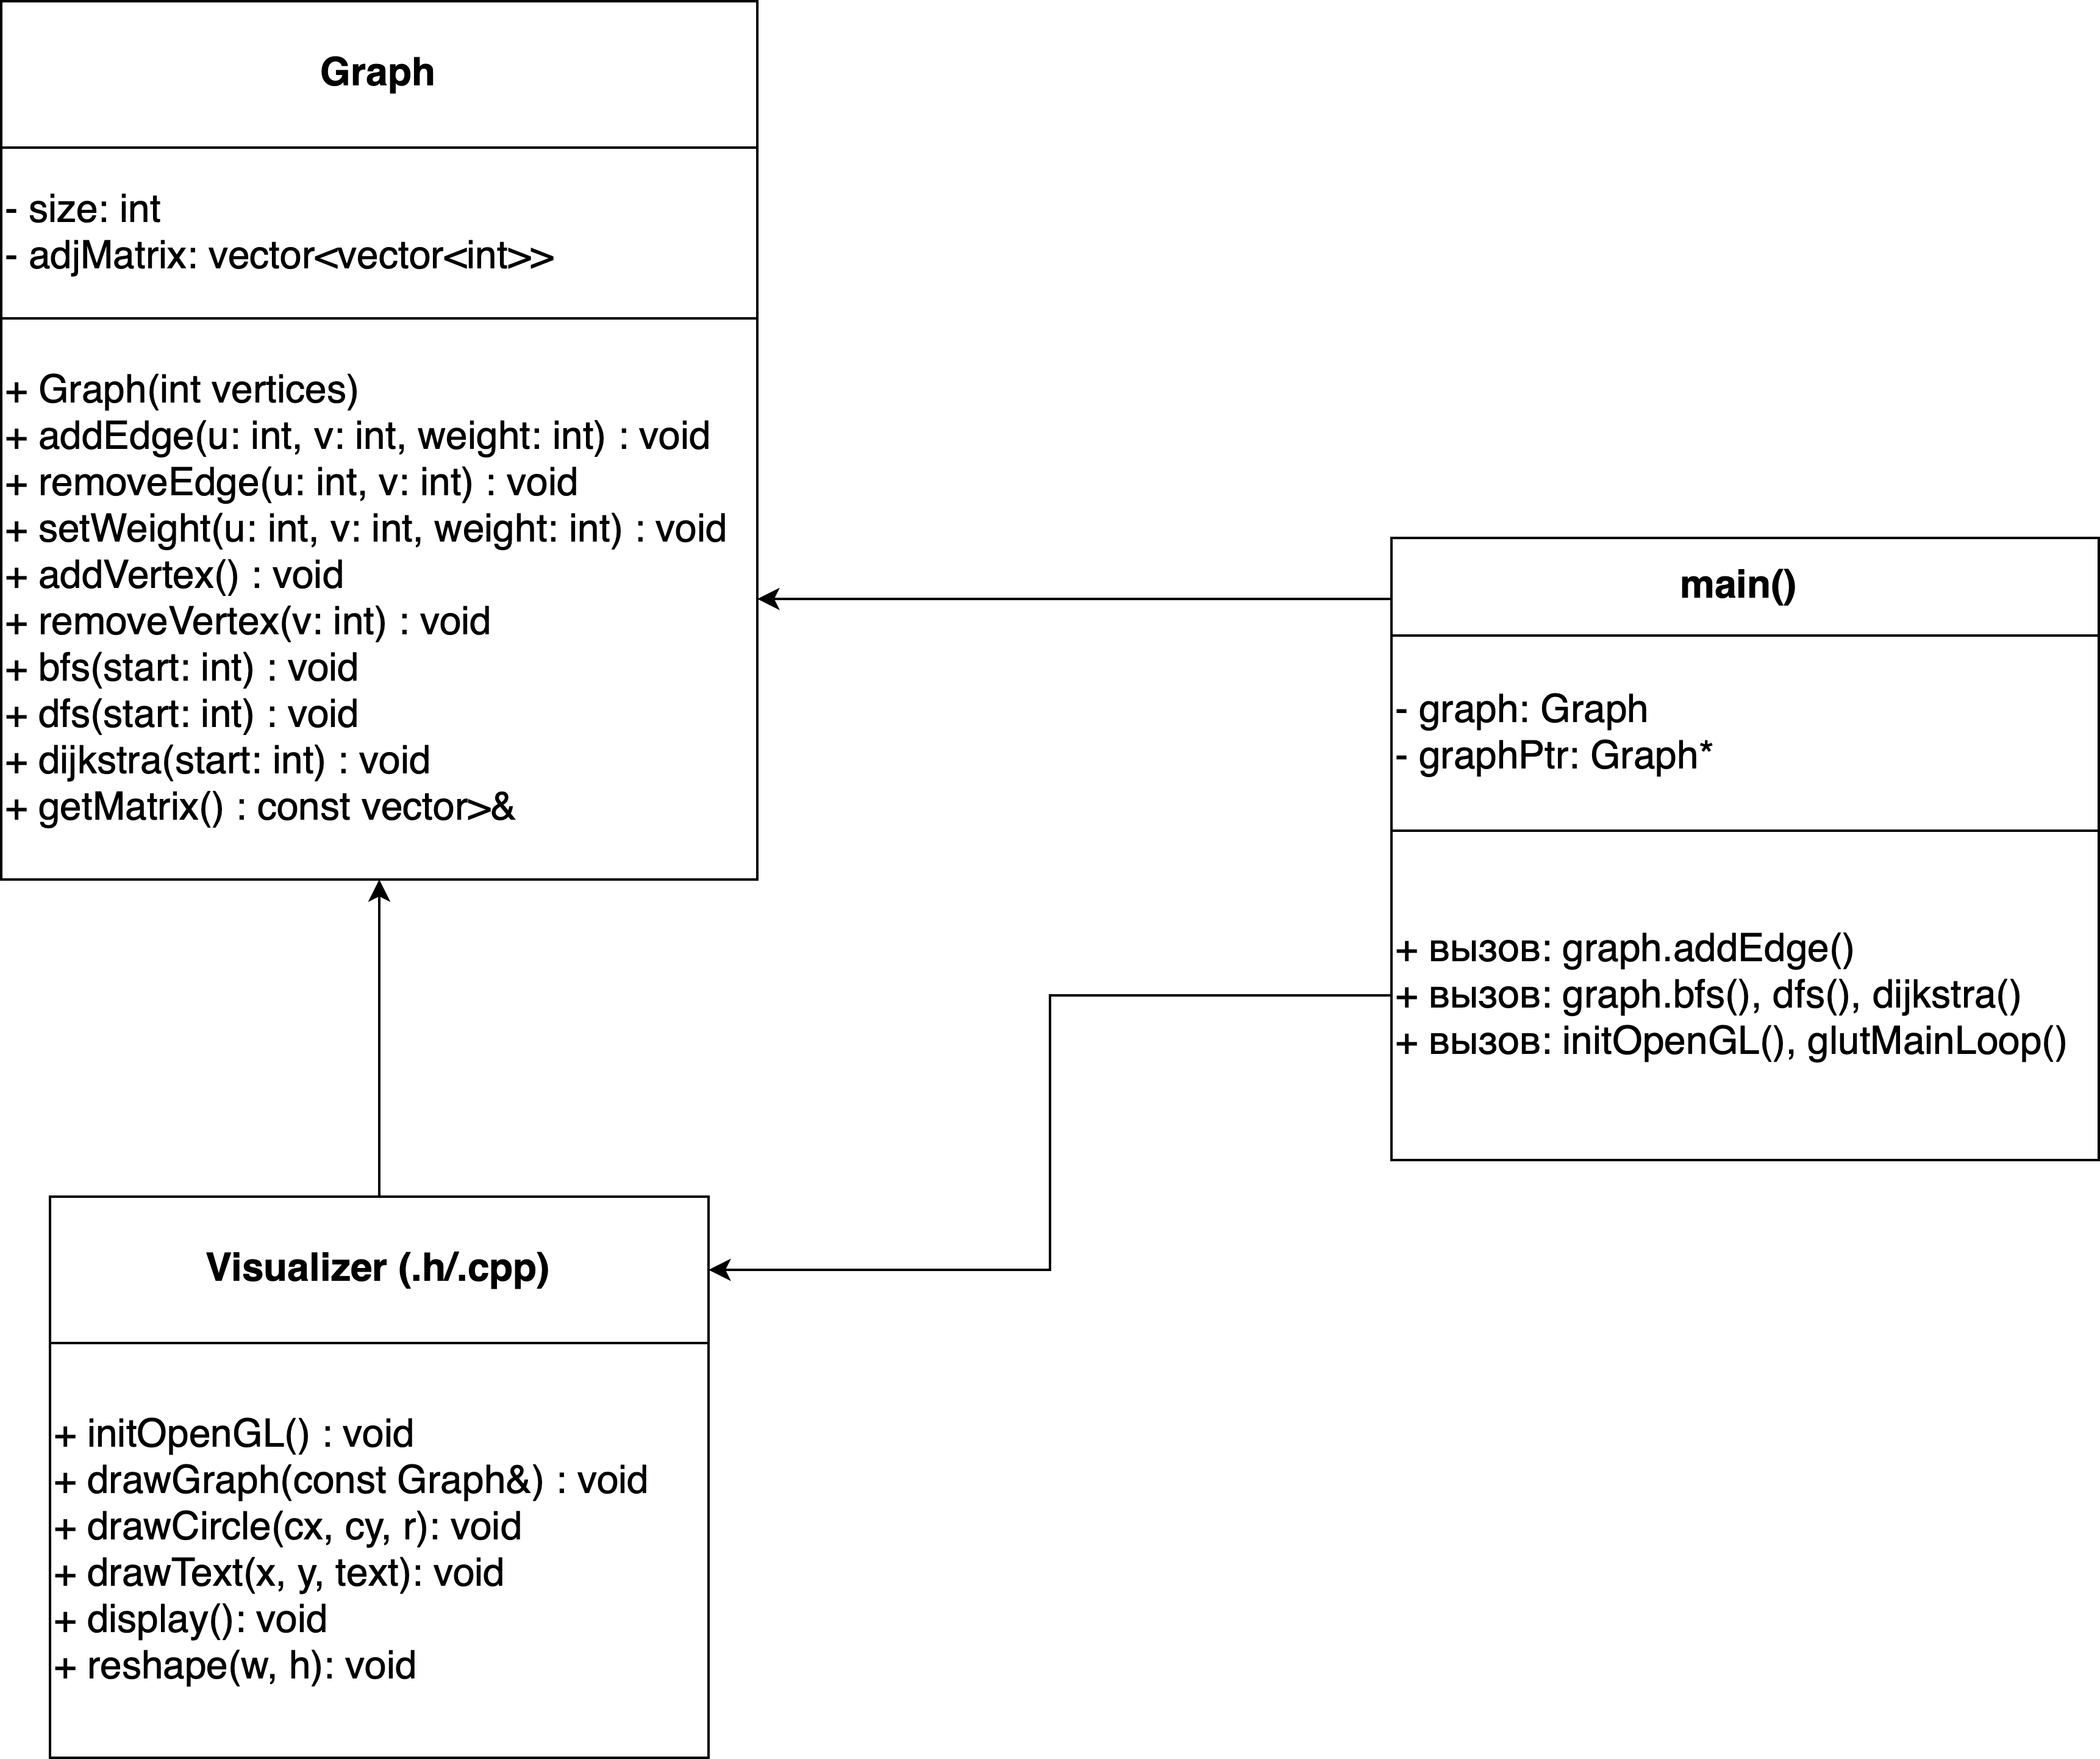 Graph
- size: int
- adjMatrix: vector<vector<int>>
+ Graph(int vertices)
+ addEdge(u: int, v: int, weight: int) : void
+ removeEdge(u: int, v: int) : void
+ setWeight(u: int, v: int, weight: int) : void
+ addVertex() : void
+ removeVertex(v: int) : void
+ bfs(start: int) : void
+ dfs(start: int) : void
+ dijkstra(start: int) : void
+ getMatrix() : const vector>&
main()
- graph: Graph
- graphPtr: Graph*
+ вызов: graph.addEdge()
+ вызов: graph.bfs(), dfs(), dijkstra()
+ вызов: initOpenGL(), glutMainLoop()
Visualizer (.h/.cpp)
+ initOpenGL() : void
+ drawGraph(const Graph&) : void
+ drawCircle(cx, cy, r): void
+ drawText(x, y, text): void
+ display(): void
+ reshape(w, h): void